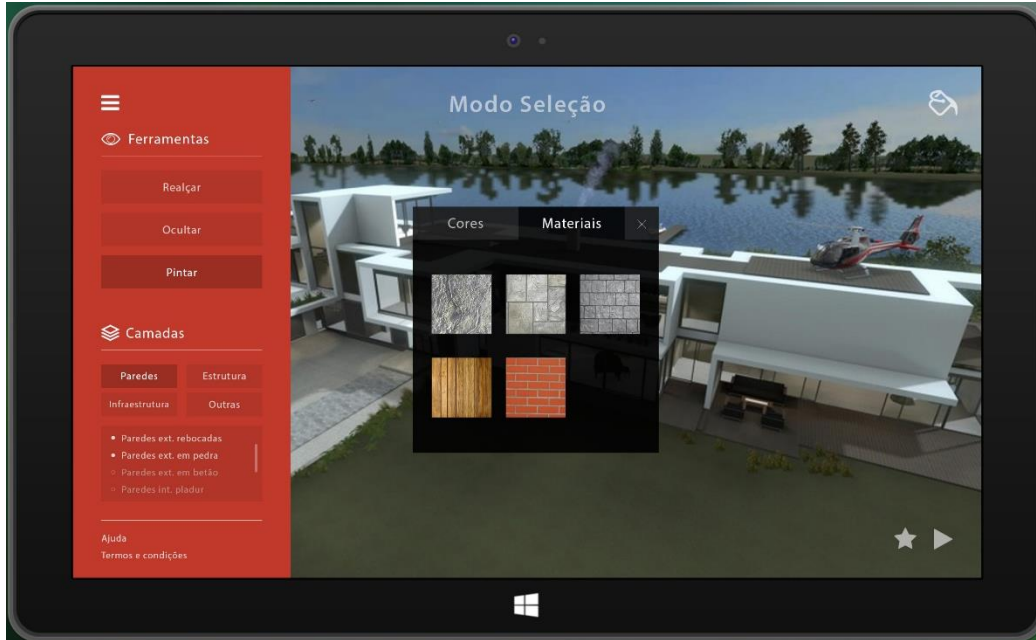 Ferramentas
Realçar
Ocultar
Pintar
Camadas
Paredes
Estrutura
Infraestrutura
Outras
Paredes ext. rebocadas
Paredes ext. em pedra
Paredes ext. em betão
Paredes int. pladur
Ajuda
Termos e condições
Modo Seleção
Cores
Materiais